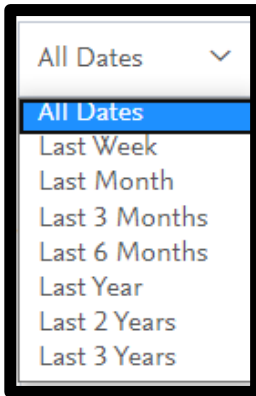 All Dates
All Dates
Last Week
Last Month
Last 3 Months
Last 6 Months
Last Year
Last 2 Years
Last 3 Years